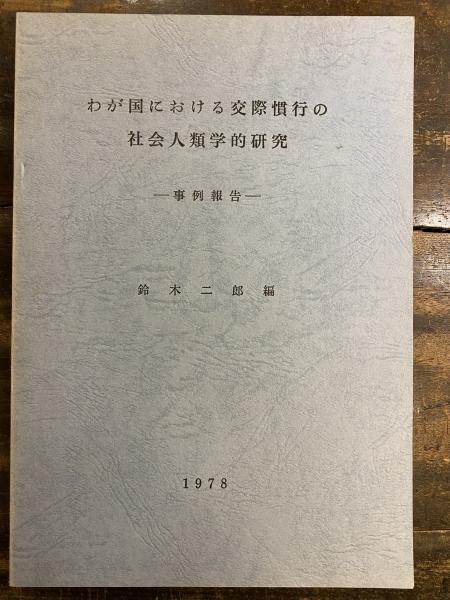 わが国における交際慣行の
社会人類学的研究
―事例報告―
鈴木二郎編
1978